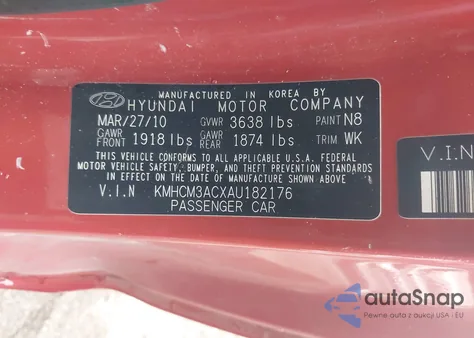 MANUFACTURED IN KOREA BY
HYUNDAI MOTOR COMPANY
MAR/27/10 GVWR 3638 lbs PAINT N8
GAWR FRONT 1918 lbs GAWR REAR 1874 lbs TRIM WK
THIS VEHICLE CONFORMS TO ALL APPLICABLE U.S.A. FEDERAL
MOTOR VEHICLE SAFETY, BUMPER, AND THEFT PREVENTION STANDARDS
IN EFFECT ON THE DATE OF MANUFACTURE SHOWN ABOVE.
V.I.N KMHCM3ACXAU182176
PASSENGER CAR
V.I.N
autaSnap
Pewne auta z aukcji USA i EU